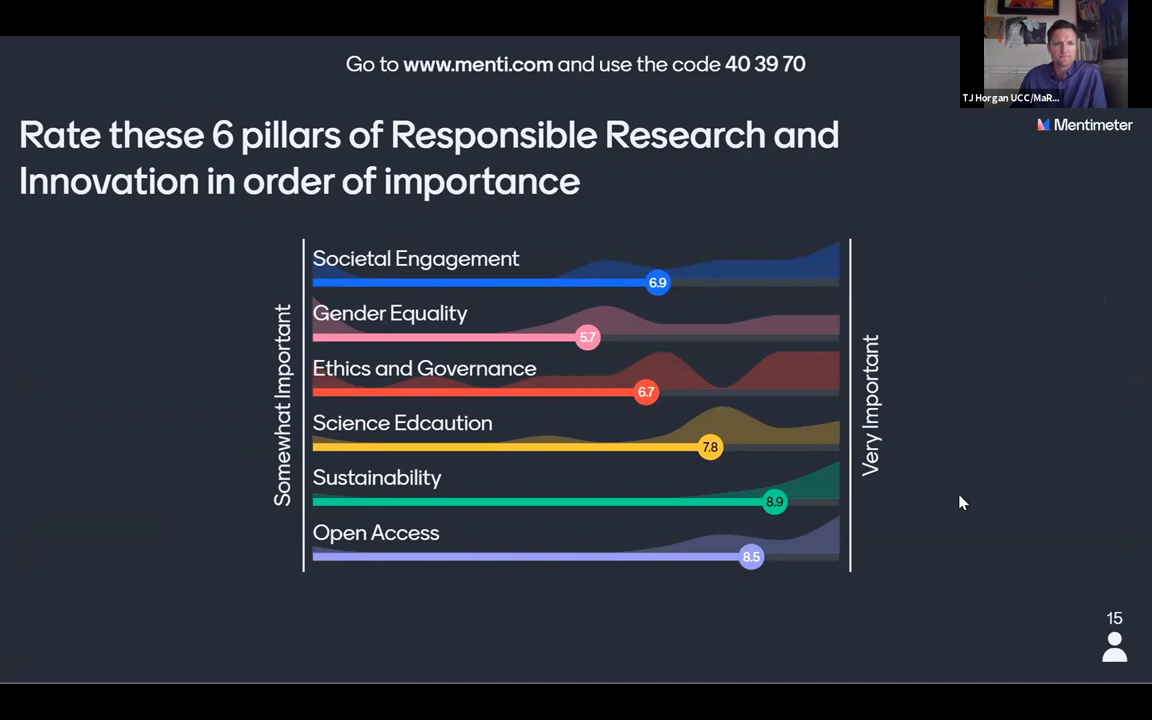 Go to www.menti.com and use the code 40 39 70
TJ Horgan UCC/MaR...
Mentimeter
Rate these 6 pillars of Responsible Research and
Innovation in order of importance
Somewhat Important
Societal Engagement
6.9
Gender Equality
5.7
Ethics and Governance
6.7
Science Edcaution
7.8
Sustainability
8.9
Open Access
8.5
Very Important
15